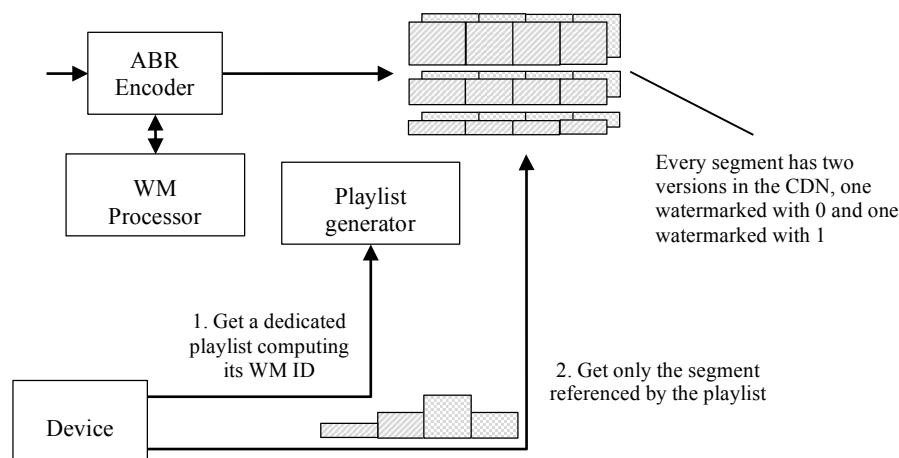 ABR
Encoder
WM
Processor
Playlist
generator
Every segment has two
versions in the CDN, one
watermarked with 0 and one
watermarked with 1
1. Get a dedicated
playlist computing
its WM ID
2. Get only the segment
referenced by the playlist
Device